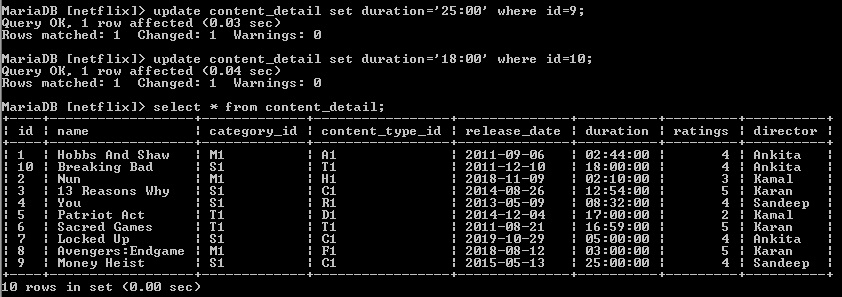 MariaDB [netflix]> update content_detail set duration='25:00' where id=9;
Query OK, 1 row affected (0.03 sec)
Rows matched: 1  Changed: 1  Warnings: 0
MariaDB [netflix]> update content_detail set duration='18:00' where id=10;
Query OK, 1 row affected (0.04 sec)
Rows matched: 1  Changed: 1  Warnings: 0
MariaDB [netflix]> select * from content_detail;
+----+------------------+-------------+-----------------+--------------+----------+---------+----------+
| id | name             | category_id | content_type_id | release_date | duration | ratings | director |
+----+------------------+-------------+-----------------+--------------+----------+---------+----------+
| 1  | Hobbs And Shaw   | M1          | A1              | 2011-09-06   | 02:44:00 |       4 | Ankita   |
| 10 | Breaking Bad     | S1          | T1              | 2011-12-10   | 18:00:00 |       4 | Ankita   |
| 2  | Nun              | M1          | H1              | 2018-11-09   | 02:10:00 |       3 | Kamal    |
| 3  | 13 Reasons Why   | S1          | C1              | 2014-08-26   | 12:54:00 |       5 | Karan    |
| 4  | You              | S1          | R1              | 2013-05-09   | 08:32:00 |       4 | Sandeep  |
| 5  | Patriot Act      | T1          | D1              | 2014-12-04   | 17:00:00 |       2 | Kamal    |
| 6  | Sacred Games     | T1          | T1              | 2011-08-21   | 16:59:00 |       5 | Karan    |
| 7  | Locked Up        | S1          | C1              | 2019-10-29   | 05:00:00 |       4 | Ankita   |
| 8  | Avengers:Endgame | M1          | F1              | 2018-08-12   | 03:00:00 |       5 | Karan    |
| 9  | Money Heist      | S1          | C1              | 2015-05-13   | 25:00:00 |       4 | Sandeep  |
+----+------------------+-------------+-----------------+--------------+----------+---------+----------+
10 rows in set (0.00 sec)